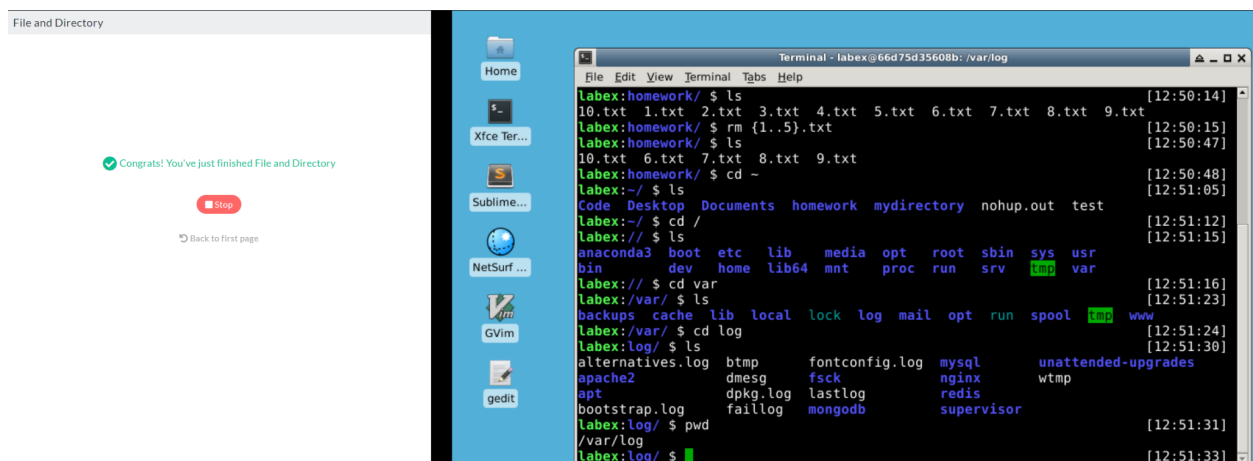 File and Directory
Congrats! You've just finished File and Directory
Stop
Back to first page
Home
Xfce Ter...
Sublime...
NetSurf ...
GVim
gedit
Terminal - labex@66d75d35608b: /var/log
File Edit View Terminal Tabs Help
labex:homework/ $ ls [12:50:14]
10.txt 1.txt 2.txt 3.txt 4.txt 5.txt 6.txt 7.txt 8.txt 9.txt
labex:homework/ $ rm {1..5}.txt [12:50:15]
labex:homework/ $ ls [12:50:47]
10.txt 6.txt 7.txt 8.txt 9.txt
labex:homework/ $ cd ~ [12:50:48]
labex:~/ $ ls [12:51:05]
Code Desktop Documents homework mydirectory nohup.out test
labex:~/ $ cd / [12:51:12]
labex:// $ ls [12:51:15]
anaconda3 boot etc lib media opt root sbin sys usr
bin dev home lib64 mnt proc run srv tmp var
labex:// $ cd var [12:51:16]
labex:/var/ $ ls [12:51:23]
backups cache lib local lock log mail opt run spool tmp www
labex:/var/ $ cd log [12:51:24]
labex:log/ $ ls [12:51:30]
alternatives.log btmp fontconfig.log mysql unattended-upgrades
apache2 dmesg fsck nginx wtmp
apt dpkg.log lastlog redis
bootstrap.log faillog mongodb supervisor
labex:log/ $ pwd [12:51:31]
/var/log
labex:log/ $ [12:51:33]